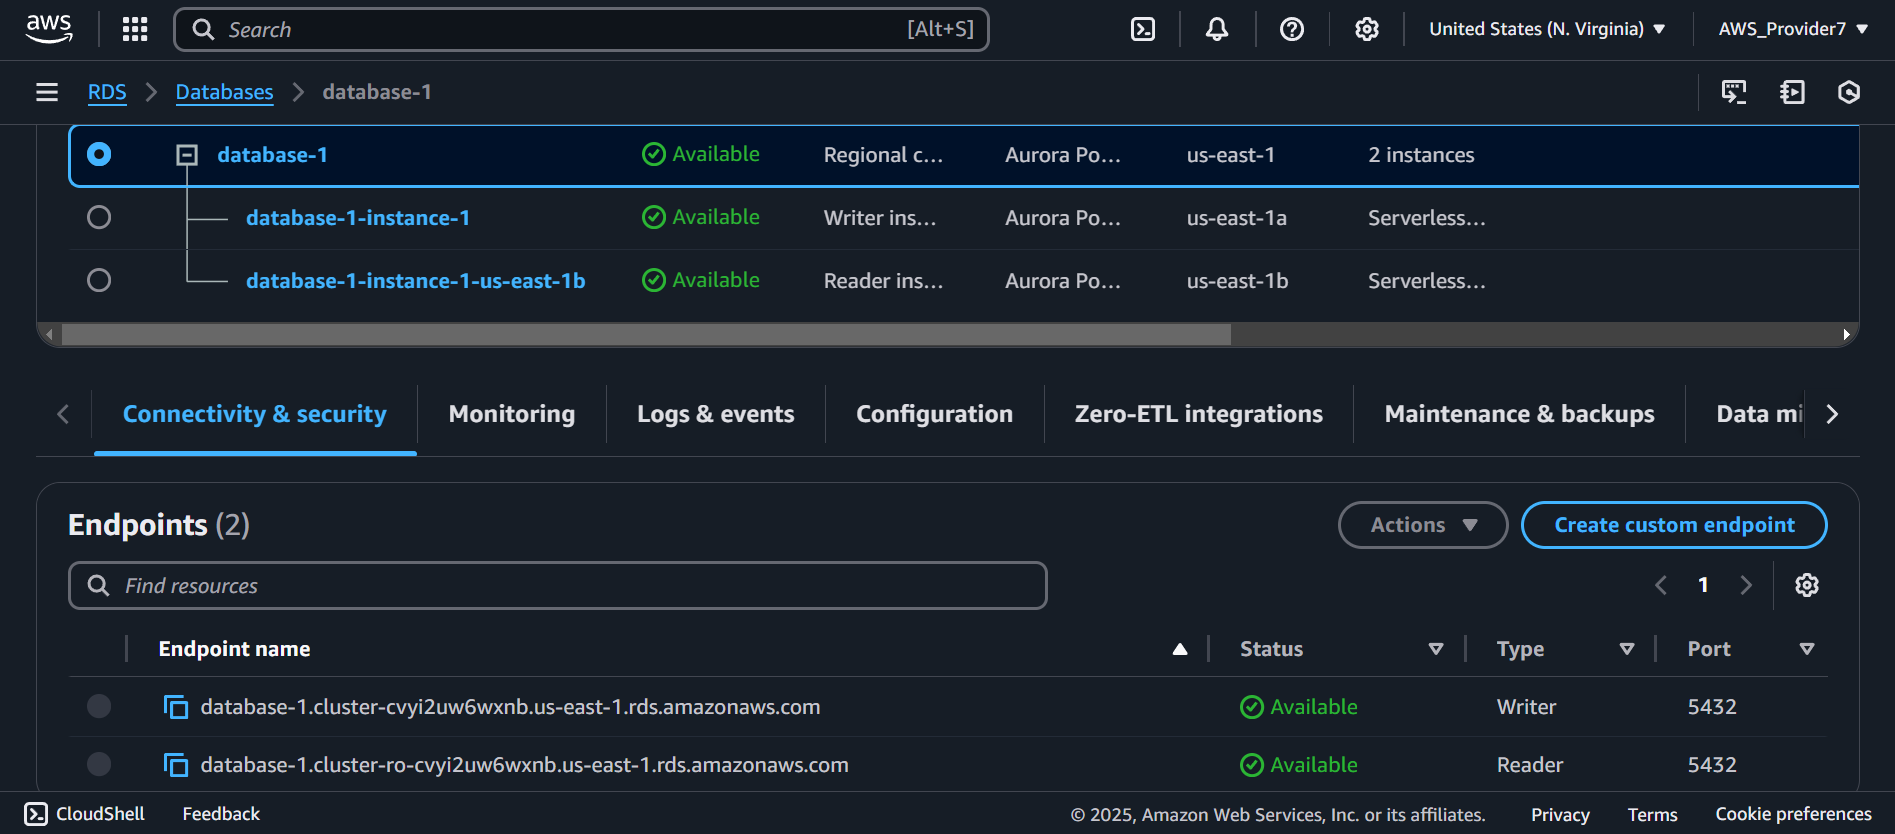 aws Search [Alt+S] United States (N. Virginia) AWS_Provider7
RDS Databases database-1
database-1 Available Regional c... Aurora Po... us-east-1 2 instances
database-1-instance-1 Available Writer ins... Aurora Po... us-east-1a Serverless...
database-1-instance-1-us-east-1b Available Reader ins... Aurora Po... us-east-1b Serverless...
Connectivity & security Monitoring Logs & events Configuration Zero-ETL integrations Maintenance & backups Data mi
Endpoints (2) Actions Create custom endpoint
Find resources 1
Endpoint name Status Type Port
database-1.cluster-cvyi2uw6wxnb.us-east-1.rds.amazonaws.com Available Writer 5432
database-1.cluster-ro-cvyi2uw6wxnb.us-east-1.rds.amazonaws.com Available Reader 5432
CloudShell Feedback © 2025, Amazon Web Services, Inc. or its affiliates. Privacy Terms Cookie preferences